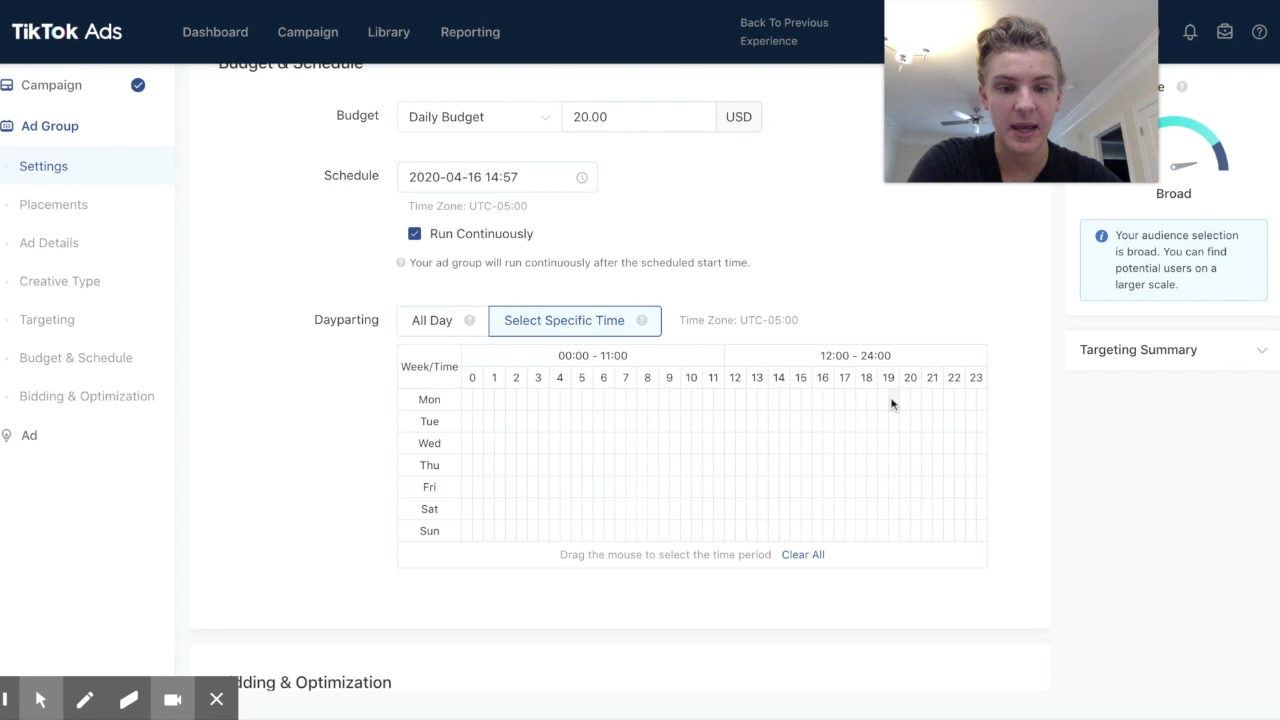 TikTok Ads
Dashboard
Campaign
Library
Reporting
Back To Previous
Experience
Campaign
Ad Group
Settings
Placements
Ad Details
Creative Type
Targeting
Budget & Schedule
Bidding & Optimization
Ad
Budget & Schedule
Budget
Daily Budget
20.00
USD
Schedule
2020-04-16 14:57
Time Zone: UTC-05:00
Run Continuously
Your ad group will run continuously after the scheduled start time.
Dayparting
All Day
Select Specific Time
Time Zone: UTC-05:00
Week/Time
00:00 - 11:00
12:00 - 24:00
0 1 2 3 4 5 6 7 8 9 10 11 12 13 14 15 16 17 18 19 20 21 22 23
Mon
Tue
Wed
Thu
Fri
Sat
Sun
Drag the mouse to select the time period Clear All
dding & Optimization
e
Broad
Your audience selection
is broad. You can find
potential users on a
larger scale.
Targeting Summary